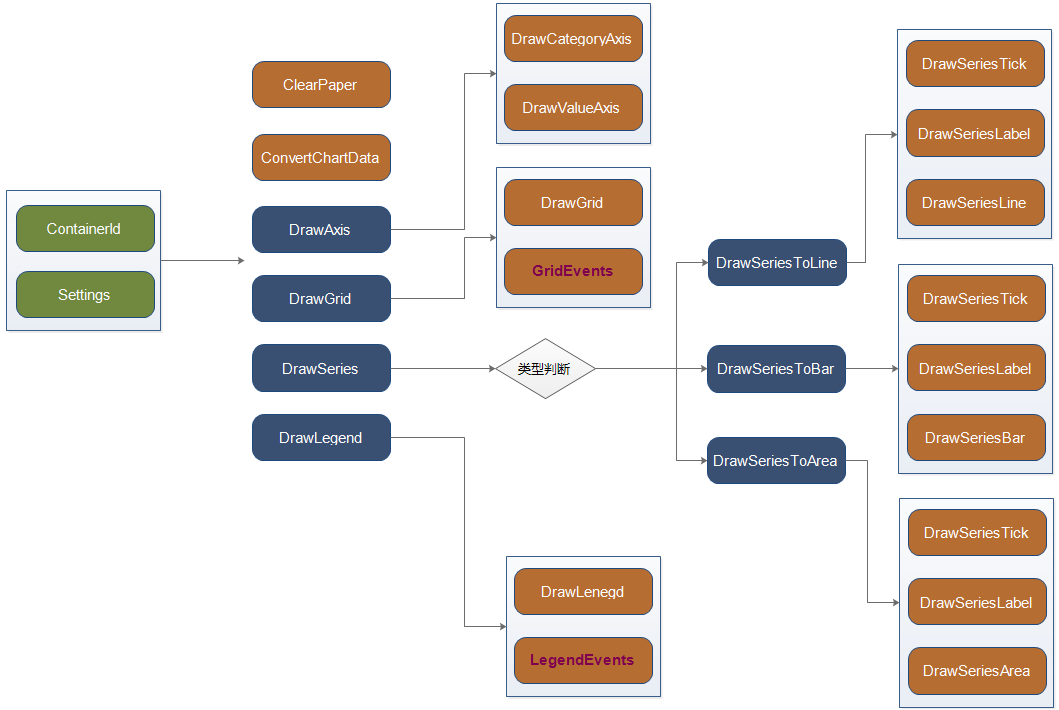 ContainerId
Settings
ClearPaper
ConvertChartData
DrawAxis
DrawGrid
DrawSeries
DrawLegend
DrawCategoryAxis
DrawValueAxis
DrawGrid
GridEvents
类型判断
DrawLenegd
LegendEvents
DrawSeriesToLine
DrawSeriesToBar
DrawSeriesToArea
DrawSeriesTick
DrawSeriesLabel
DrawSeriesLine
DrawSeriesTick
DrawSeriesLabel
DrawSeriesBar
DrawSeriesTick
DrawSeriesLabel
DrawSeriesArea